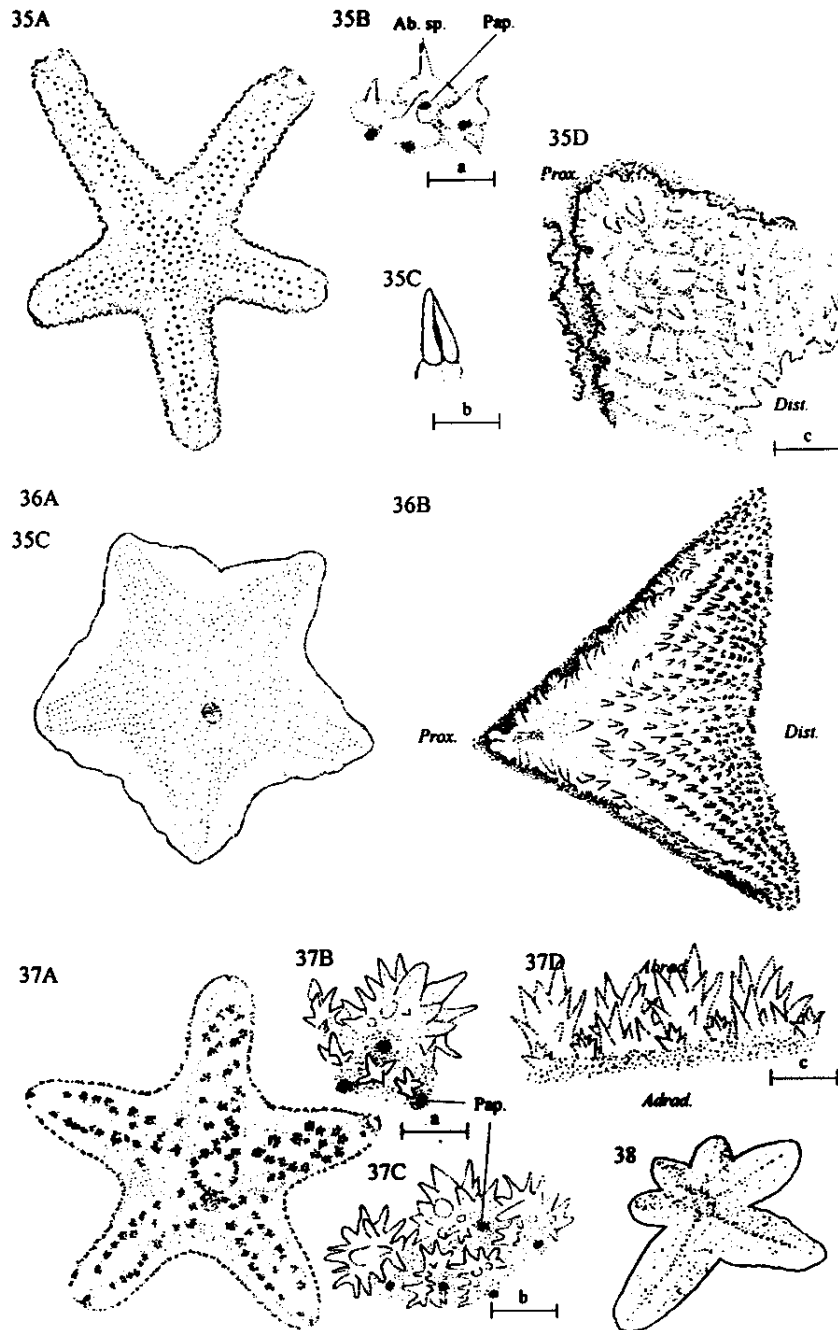 35A
35B
Ab. sp.
Pap.
a
35C
b
35D
Prox.
Dist.
c
36A
35C
36B
Prox.
Dist.
37A
37B
Pap.
a
37C
b
37D
Abrad.
c
Adrad.
38